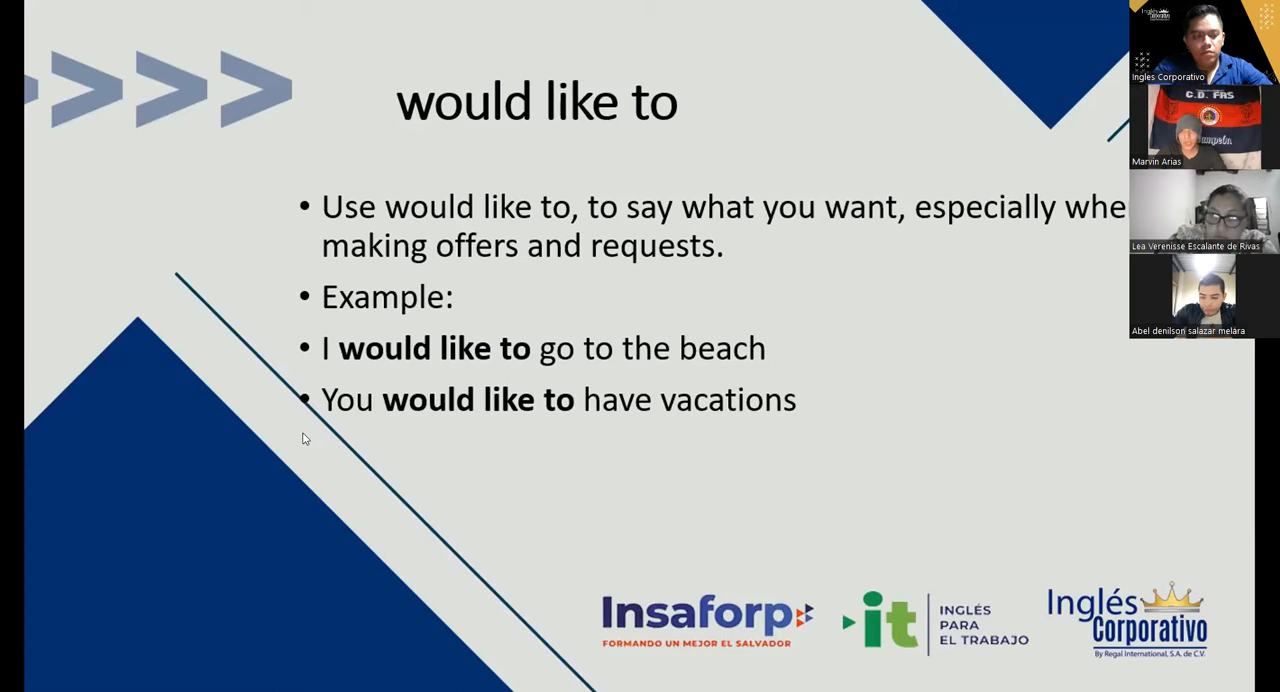 would like to
• Use would like to, to say what you want, especially whe
making offers and requests.
• Example:
• I would like to go to the beach
• You would like to have vacations
Insaforp
FORMANDO UN MEJOR EL SALVADOR
it
INGLÉS
PARA
EL TRABAJO
Inglés
Corporativo
By Regal International, S.A. de C.V.
Inglés
Corporativo
Ingles Corporativo
C.D. FAS
Marvin Arias
Lea Verenisse Escalante de Rivas
Abel denilson salazar melara